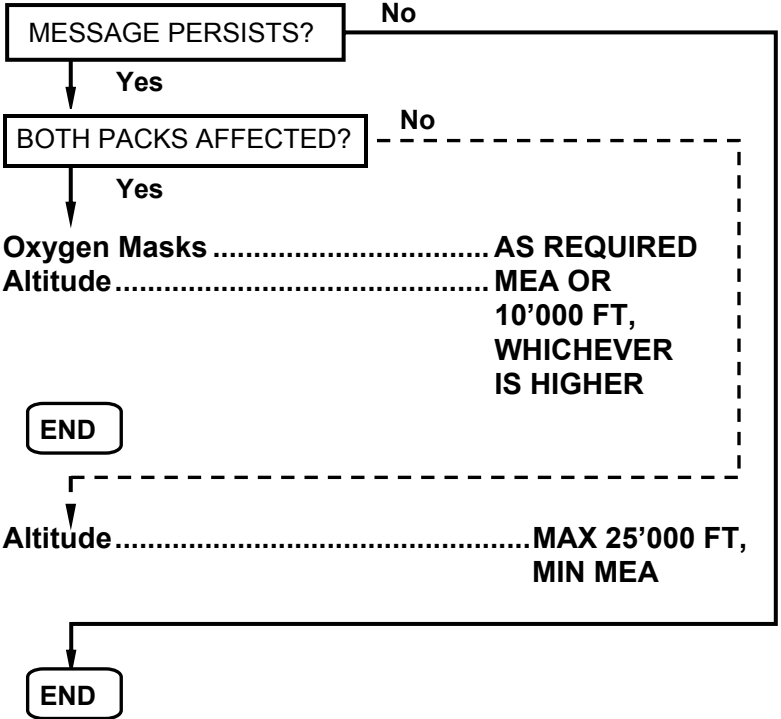 No
MESSAGE PERSISTS?
Yes
BOTH PACKS AFFECTED?
No
Yes
Oxygen Masks .................................. AS REQUIRED
Altitude.............................................. MEA OR
10’000 FT,
WHICHEVER
IS HIGHER
END
Altitude...................................................MAX 25’000 FT,
MIN MEA
END